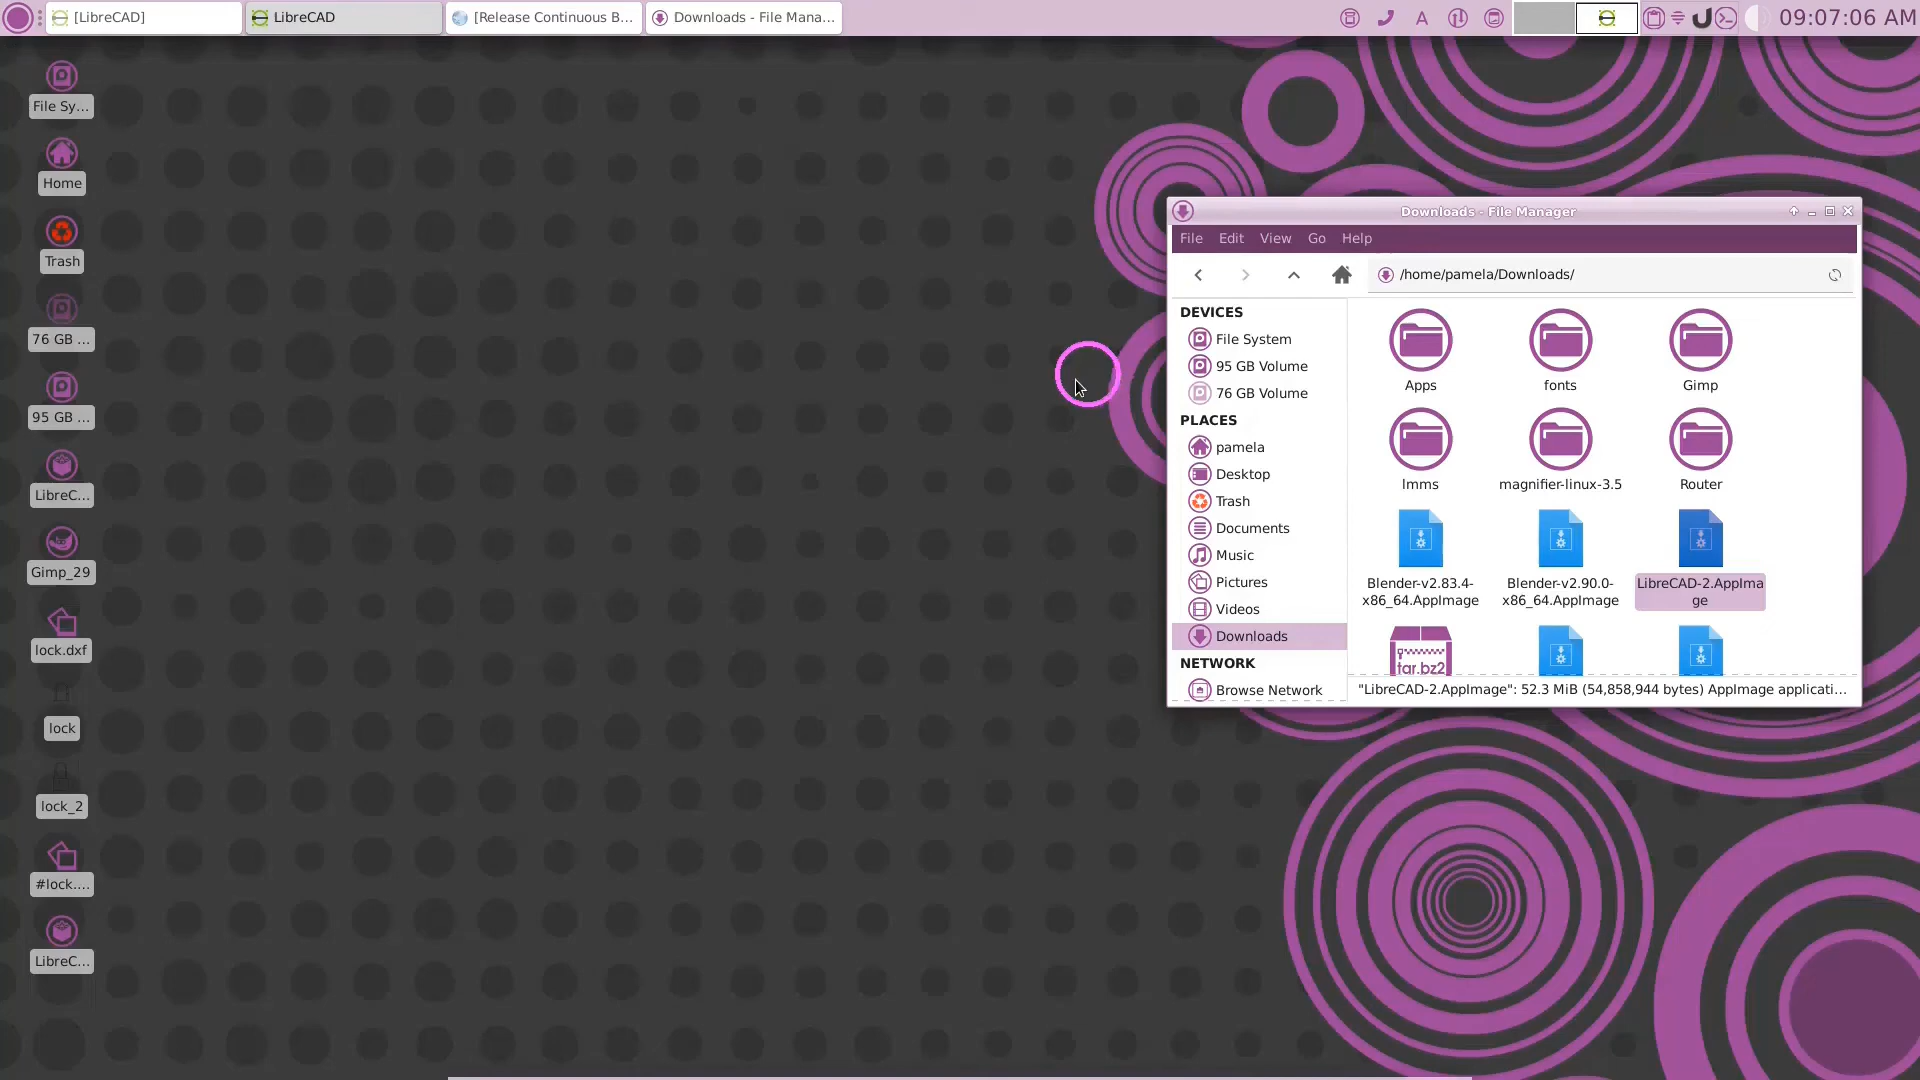 [LibreCAD]
LibreCAD
[Release Continuous B...
Downloads - File Mana...
A
09:07:06 AM
File Sy...
Home
Trash
76 GB ...
95 GB ...
LibreC...
Gimp_29
lock.dxf
lock
lock_2
#lock....
LibreC...
Downloads - File Manager
File Edit View Go Help
/home/pamela/Downloads/
DEVICES
File System
95 GB Volume
76 GB Volume
PLACES
pamela
Desktop
Trash
Documents
Music
Pictures
Videos
Downloads
NETWORK
Browse Network
Apps
fonts
Gimp
lmms
magnifier-linux-3.5
Router
Blender-v2.83.4-
x86_64.AppImage
Blender-v2.90.0-
x86_64.AppImage
LibreCAD-2.AppIma
ge
tar.bz2
"LibreCAD-2.AppImage": 52.3 MiB (54,858,944 bytes) AppImage applicati...